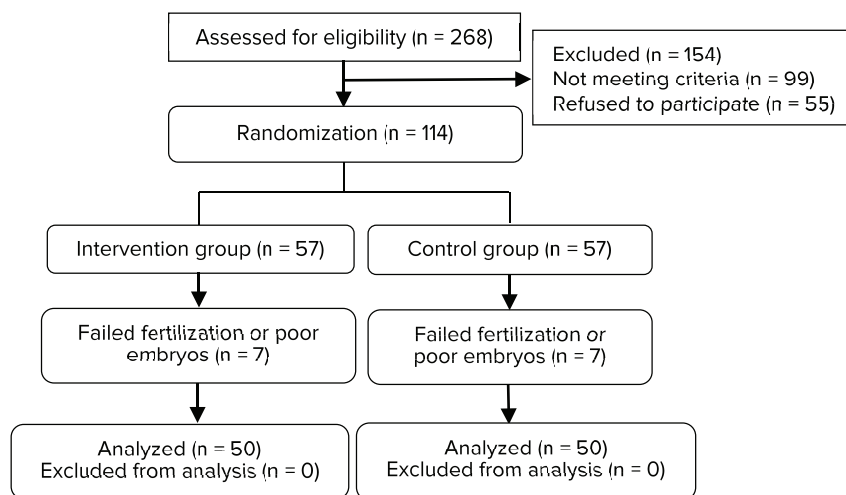 Assessed for eligibility (n = 268)
Excluded (n = 154)
Not meeting criteria (n = 99)
Refused to participate (n = 55)
Randomization (n = 114)
Intervention group (n = 57)
Control group (n = 57)
Failed fertilization or poor
embryos (n = 7)
Failed fertilization or
poor embryos (n = 7)
Analyzed (n = 50)
Excluded from analysis (n = 0)
Analyzed (n = 50)
Excluded from analysis (n = 0)